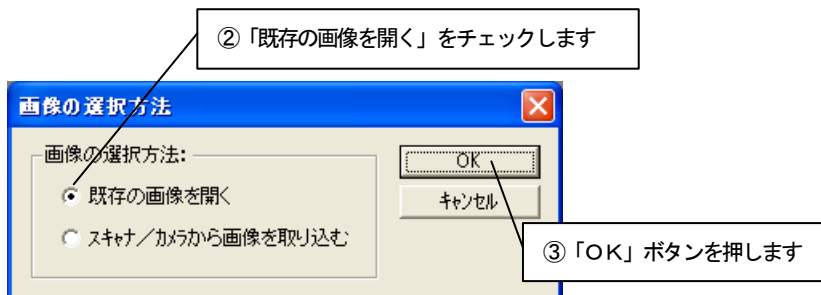 ②「既存の画像を開く」をチェックします
画像の選択方法
画像の選択方法:
既存の画像を開く
OK
キャンセル
スキャナ／カメラから画像を取り込む
③「ＯＫ」ボタンを押します